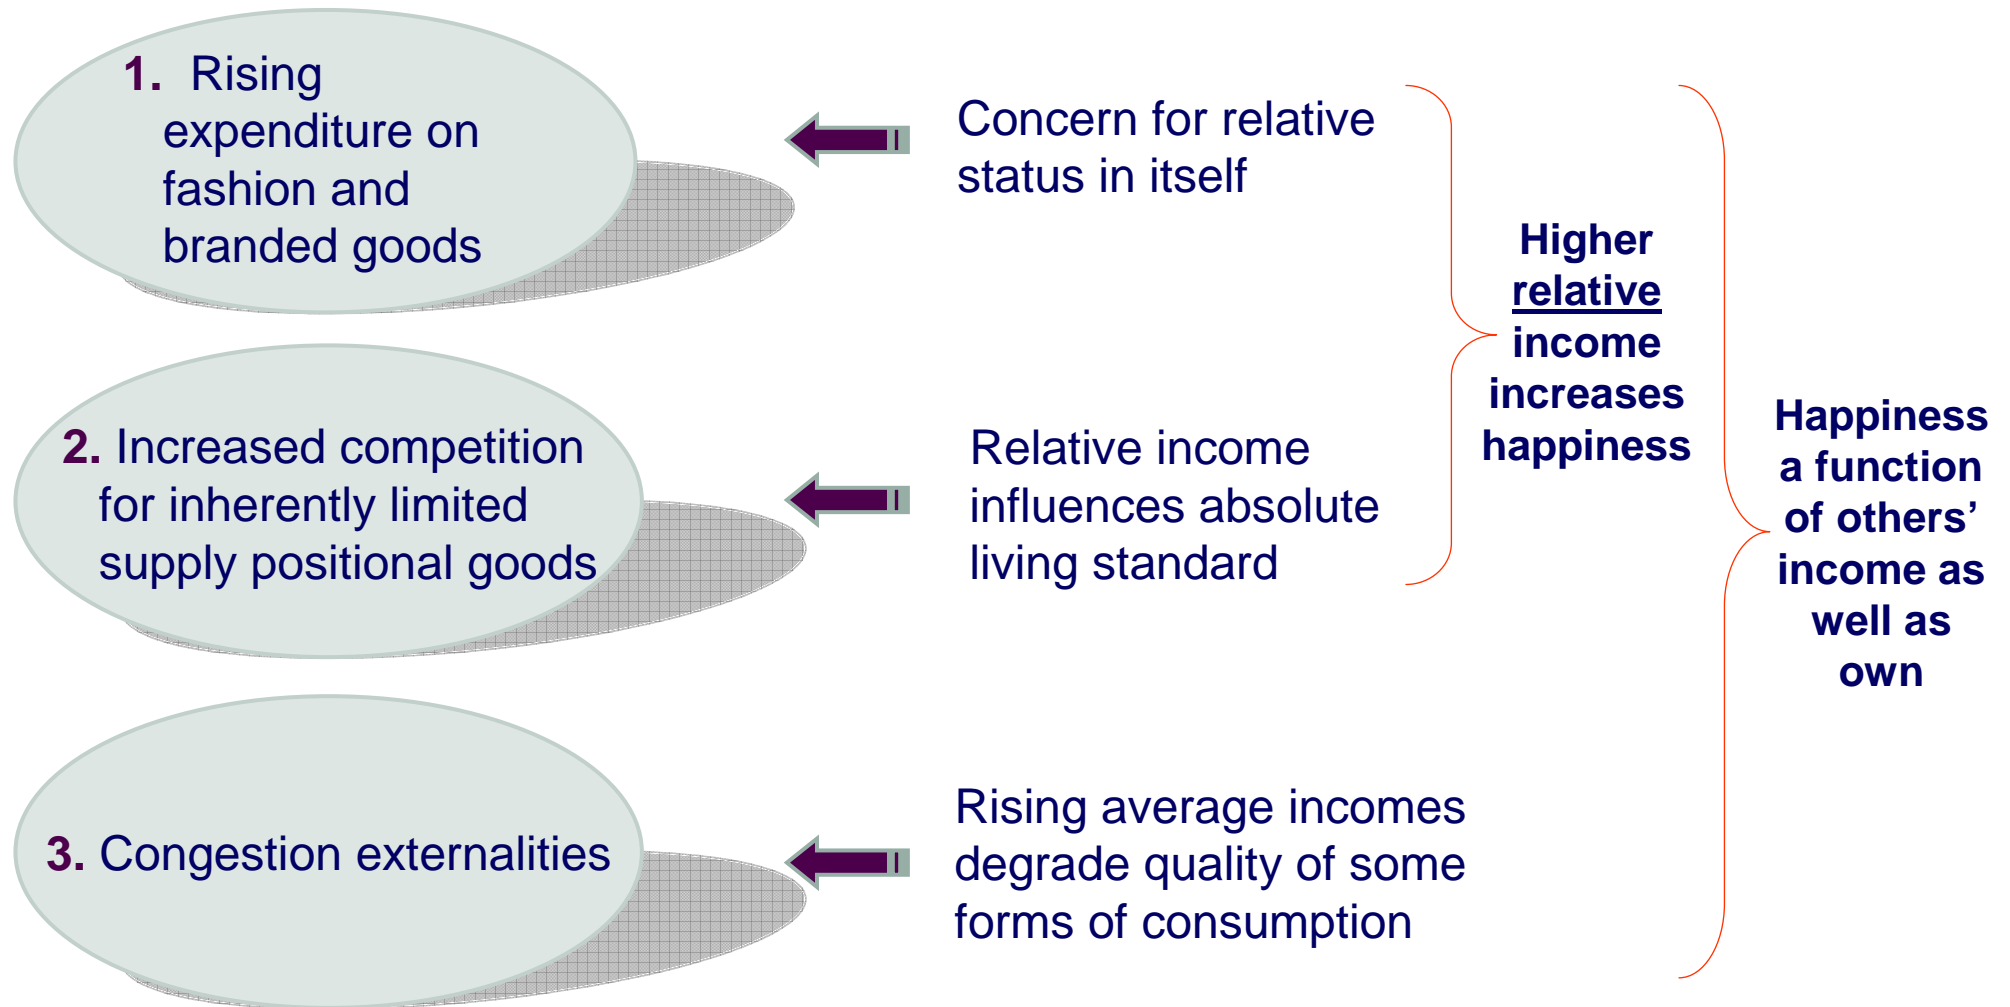 1. Rising
expenditure on
fashion and
branded goods
Concern for relative
status in itself
2. Increased competition
for inherently limited
supply positional goods
Relative income
influences absolute
living standard
3. Congestion externalities
Rising average incomes
degrade quality of some
forms of consumption
Higher
relative
income
increases
happiness
Happiness
a function
of others’
income as
well as
own